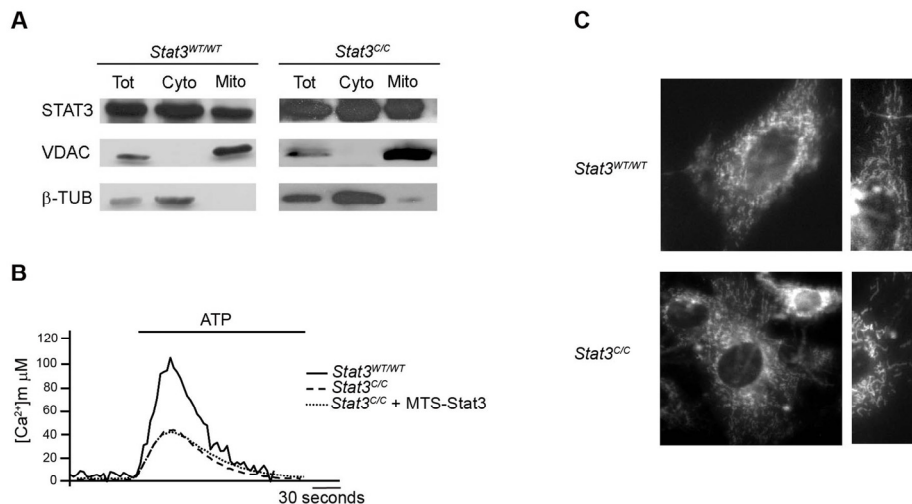 A
Stat3WT/WT Stat3C/C
Tot Cyto Mito Tot Cyto Mito
STAT3
VDAC
β-TUB
B
ATP
[Ca2+]m μM
120
100
80
60
40
20
0
Stat3WT/WT
Stat3C/C
Stat3C/C + MTS-Stat3
30 seconds
C
Stat3WT/WT
Stat3C/C